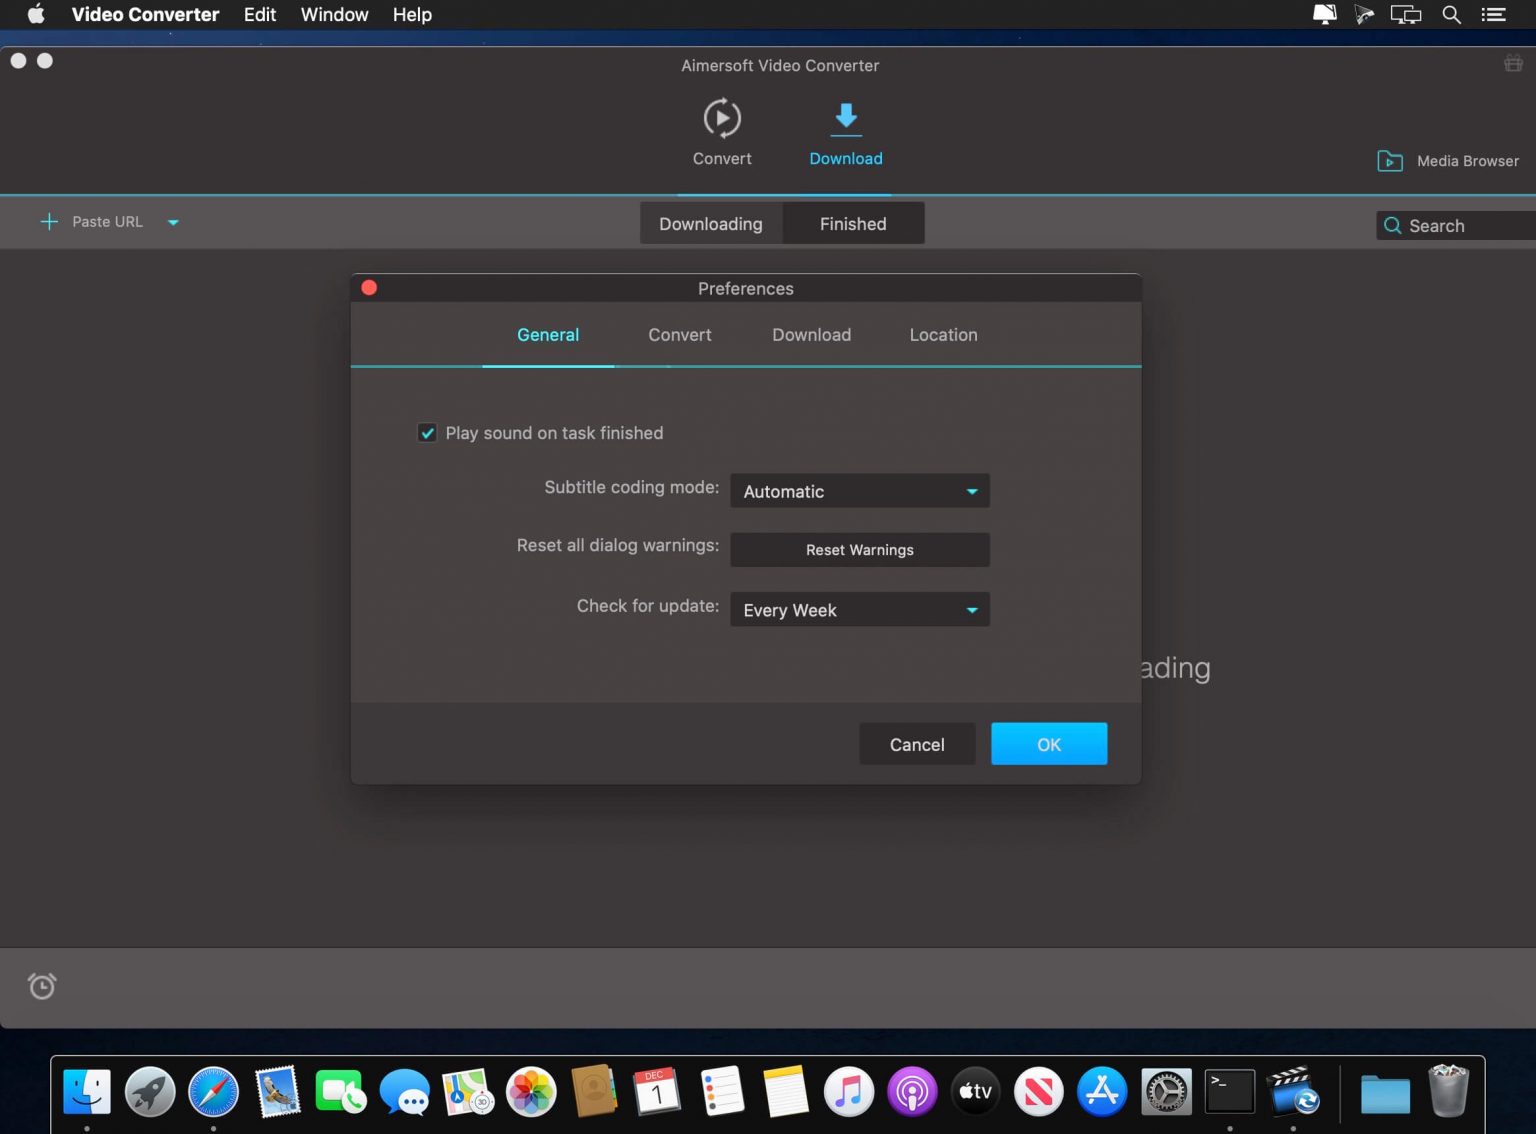 Video Converter Edit Window Help
Aimersoft Video Converter
Convert
Download
Media Browser
Paste URL
Downloading
Finished
Search
Preferences
General
Convert
Download
Location
Play sound on task finished
Subtitle coding mode:
Automatic
Reset all dialog warnings:
Reset Warnings
Check for update:
Every Week
ading
Cancel
OK
3D
DEC
1
tv
>_